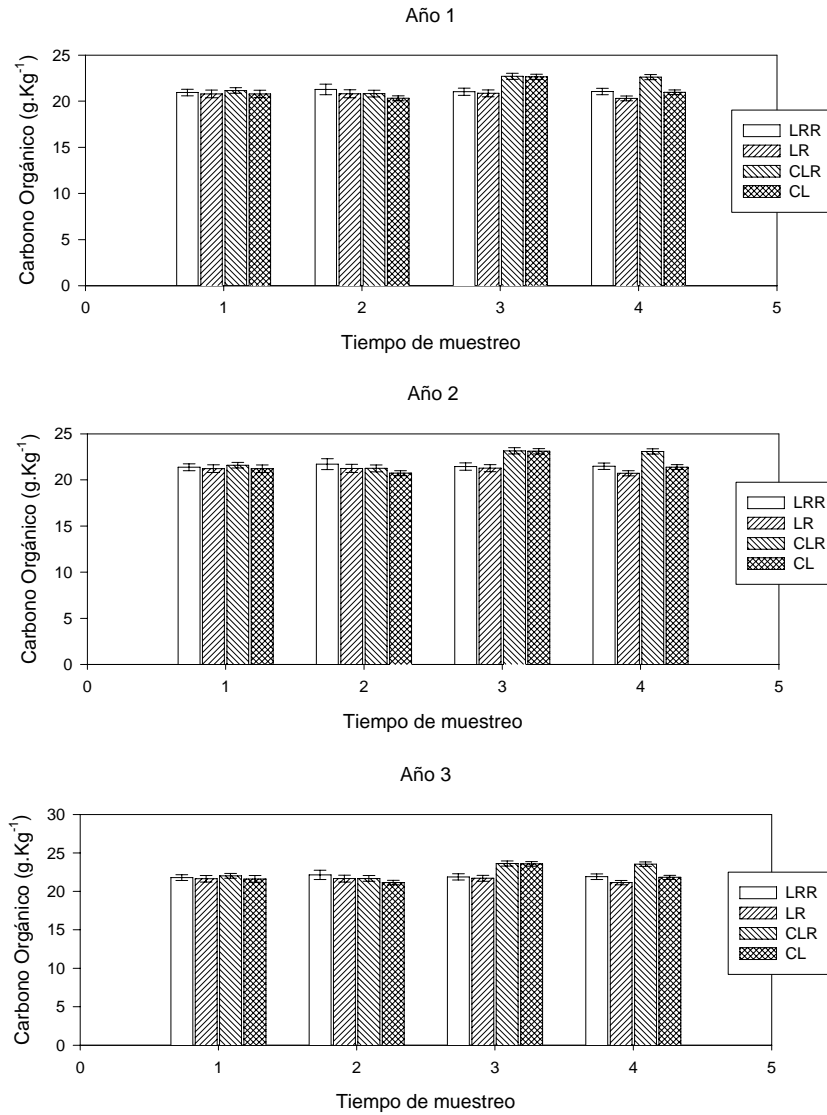 Año 1
Carbono Orgánico (g.Kg-1)
25
20
15
10
5
0
0 1 2 3 4 5
Tiempo de muestreo
LRR
LR
CLR
CL
Año 2
Carbono Orgánico (g.Kg-1)
25
20
15
10
5
0
0 1 2 3 4 5
Tiempo de muestreo
LRR
LR
CLR
CL
Año 3
Carbono Orgánico (g.Kg-1)
30
25
20
15
10
5
0
0 1 2 3 4 5
Tiempo de muestreo
LRR
LR
CLR
CL